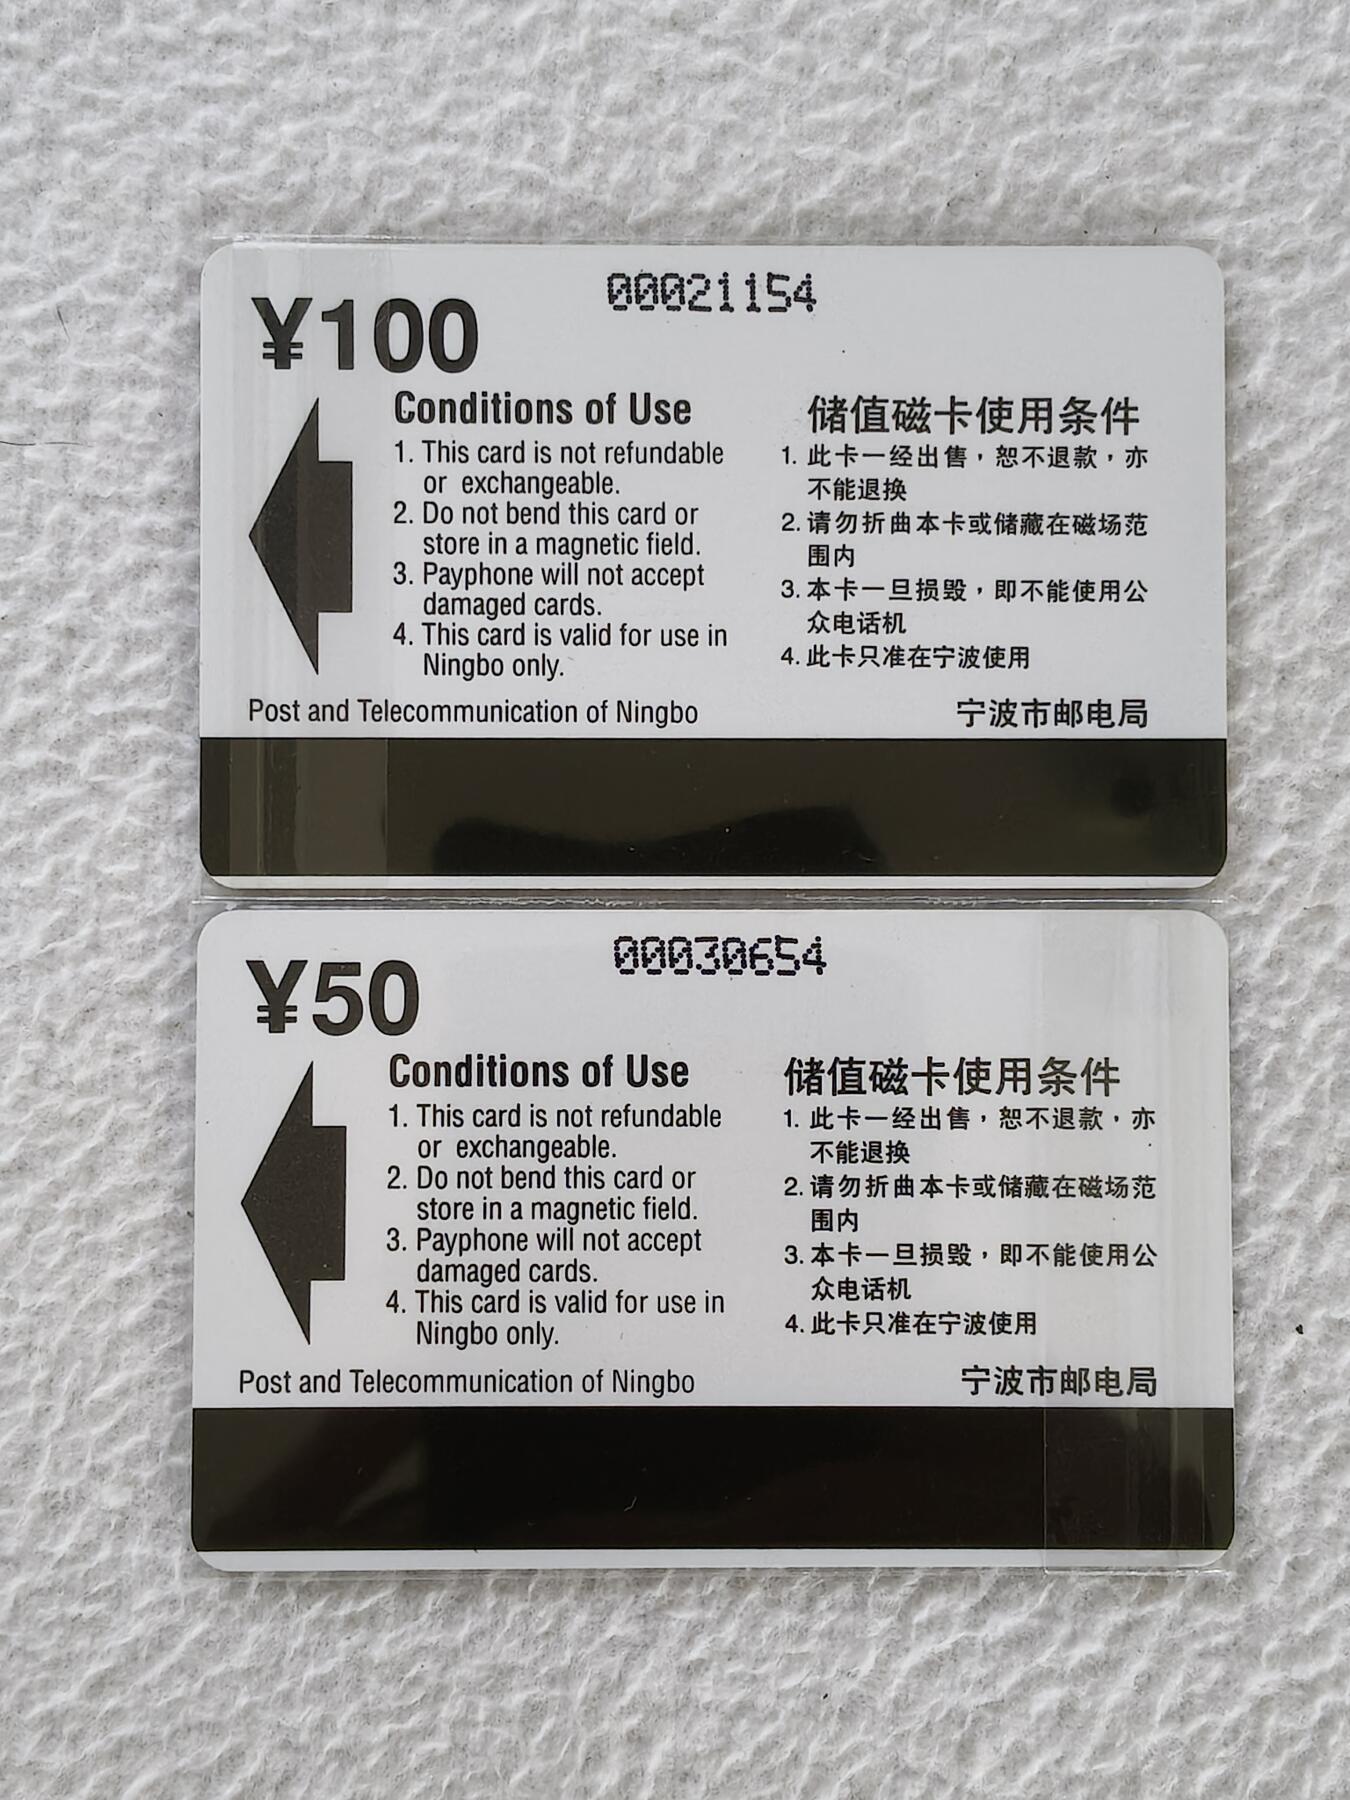 00021154
¥100
Conditions of Use
1. This card is not refundable
or exchangeable.
2. Do not bend this card or
store in a magnetic field.
3. Payphone will not accept
damaged cards.
4. This card is valid for use in
Ningbo only.
储值磁卡使用条件
1. 此卡一经出售，恕不退款，亦
不能退换
2. 请勿折曲本卡或储藏在磁场范
围内
3. 本卡一旦损毁，即不能使用公
众电话机
4. 此卡只准在宁波使用
Post and Telecommunication of Ningbo
宁波市邮电局
00030654
¥50
Conditions of Use
1. This card is not refundable
or exchangeable.
2. Do not bend this card or
store in a magnetic field.
3. Payphone will not accept
damaged cards.
4. This card is valid for use in
Ningbo only.
储值磁卡使用条件
1. 此卡一经出售，恕不退款，亦
不能退换
2. 请勿折曲本卡或储藏在磁场范
围内
3. 本卡一旦损毁，即不能使用公
众电话机
4. 此卡只准在宁波使用
Post and Telecommunication of Ningbo
宁波市邮电局